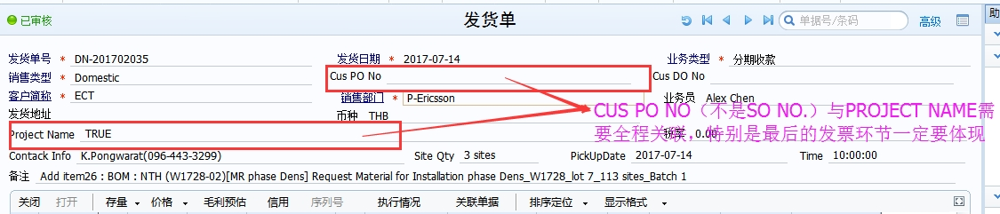 已审核
发货单
单据号/条码
高级
助
发货单号 * DN-201702035
发货日期 * 2017-07-14
业务类型 * 分期收款
销售类型 * Domestic
Cus PO No
Cus DO No
客户简称 * ECT
销售部门 * P-Ericsson
业务员 Alex Chen
发货地址
币种 THB
CUS PO NO（不是SO NO.）与PROJECT NAME需
要全程关联，特别是最后的发票环节一定要体现
Project Name TRUE
税率 0.00
Contack Info K.Pongwarat(096-443-3299)
Site Qty 3 sites
PickUpDate 2017-07-14
Time 10:00:00
备注 Add item26 : BOM : NTH (W1728-02)[MR phase Dens] Request Material for Installation phase Dens_W1728_lot 7_113 sites_Batch 1
关闭 打开 存量 价格 毛利预估 信用 序列号 执行情况 关联单据 排序定位 显示格式